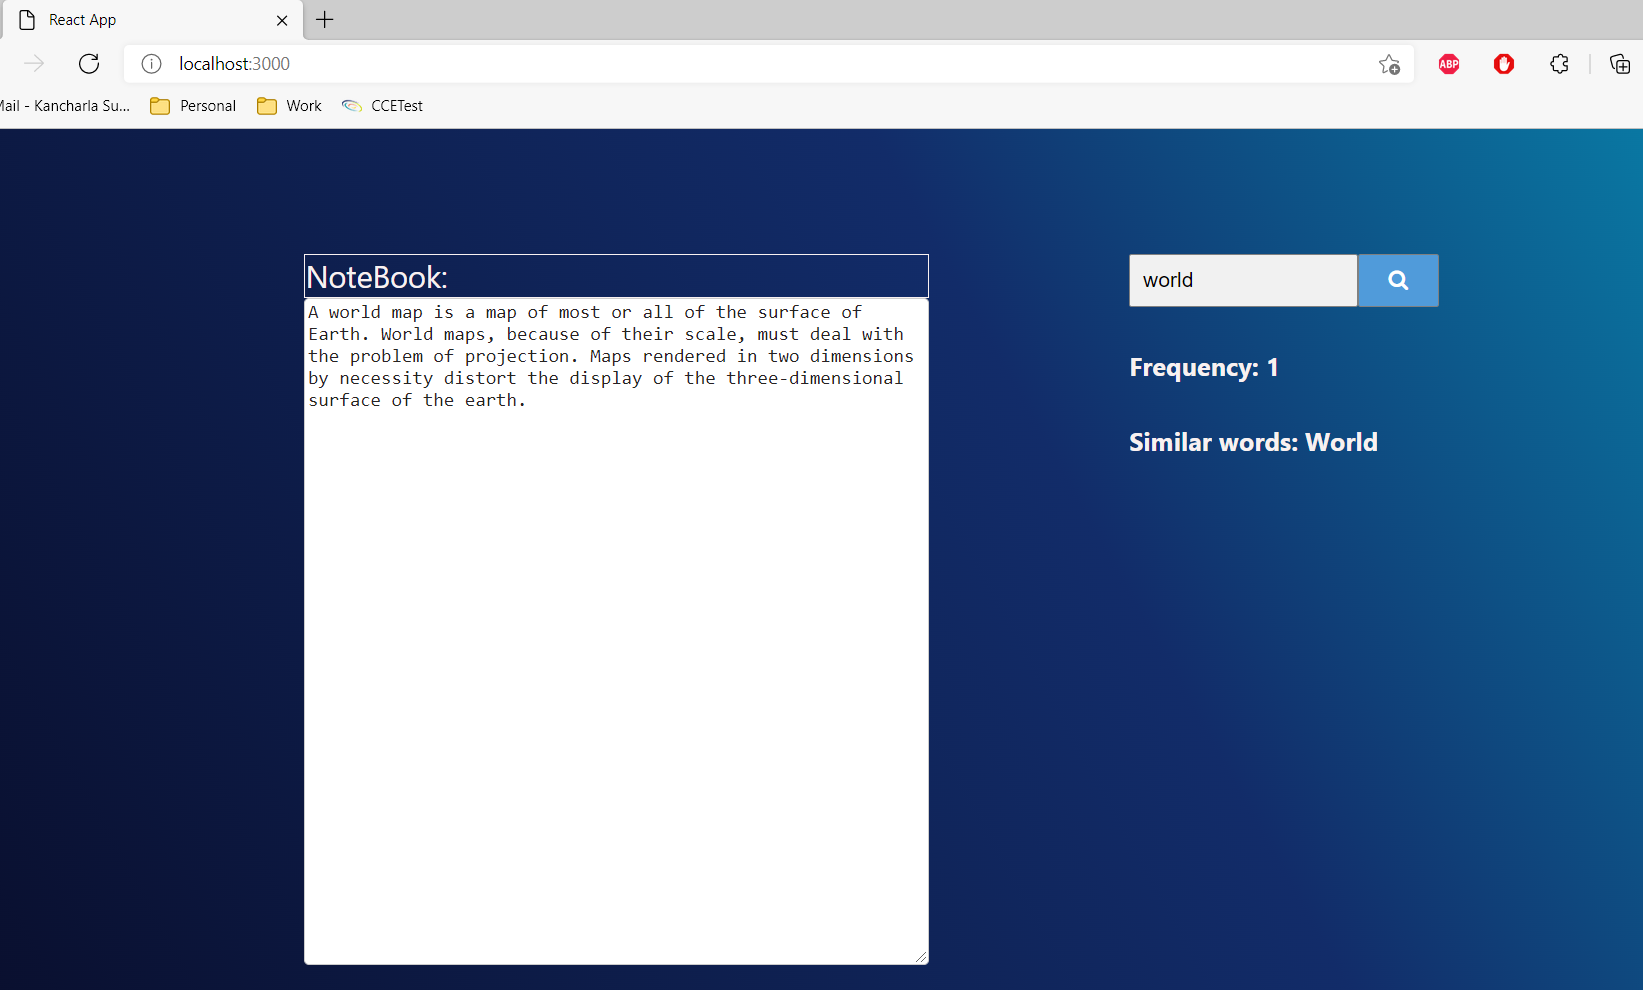 React App
localhost:3000
Mail - Kancharla Su... Personal Work CCETest
ABP
NoteBook:
A world map is a map of most or all of the surface of
Earth. World maps, because of their scale, must deal with
the problem of projection. Maps rendered in two dimensions
by necessity distort the display of the three-dimensional
surface of the earth.
world
Frequency: 1
Similar words: World